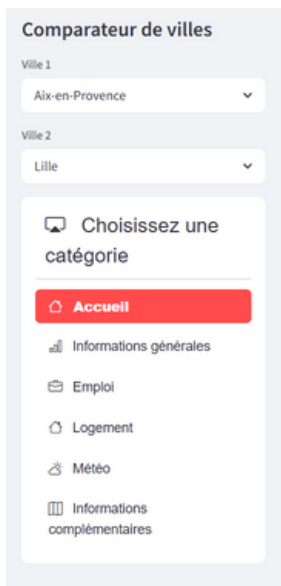 Comparateur de villes
Ville 1
Aix-en-Provence
Ville 2
Lille
Choisissez une
catégorie
Accueil
Informations générales
Emploi
Logement
Météo
Informations
complémentaires